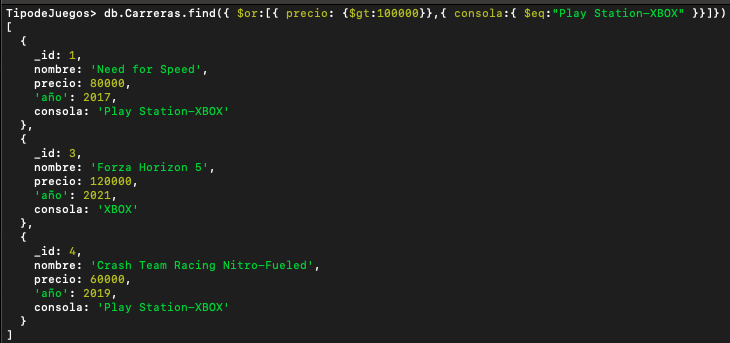 TipodeJuegos> db.Carreras.find({ $or:[{ precio: {$gt:100000}},{ consola:{ $eq:"Play Station-XBOX" }}]})
[
  {
    _id: 1,
    nombre: 'Need for Speed',
    precio: 80000,
    'año': 2017,
    consola: 'Play Station-XBOX'
  },
  {
    _id: 3,
    nombre: 'Forza Horizon 5',
    precio: 120000,
    'año': 2021,
    consola: 'XBOX'
  },
  {
    _id: 4,
    nombre: 'Crash Team Racing Nitro-Fueled',
    precio: 60000,
    'año': 2019,
    consola: 'Play Station-XBOX'
  }
]